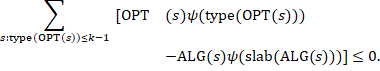 ∑_{s:type(OPT(s))≤k−1} [OPT (s)ψ(type(OPT(s)))
−ALG(s)ψ(slab(ALG(s)))] ≤ 0.